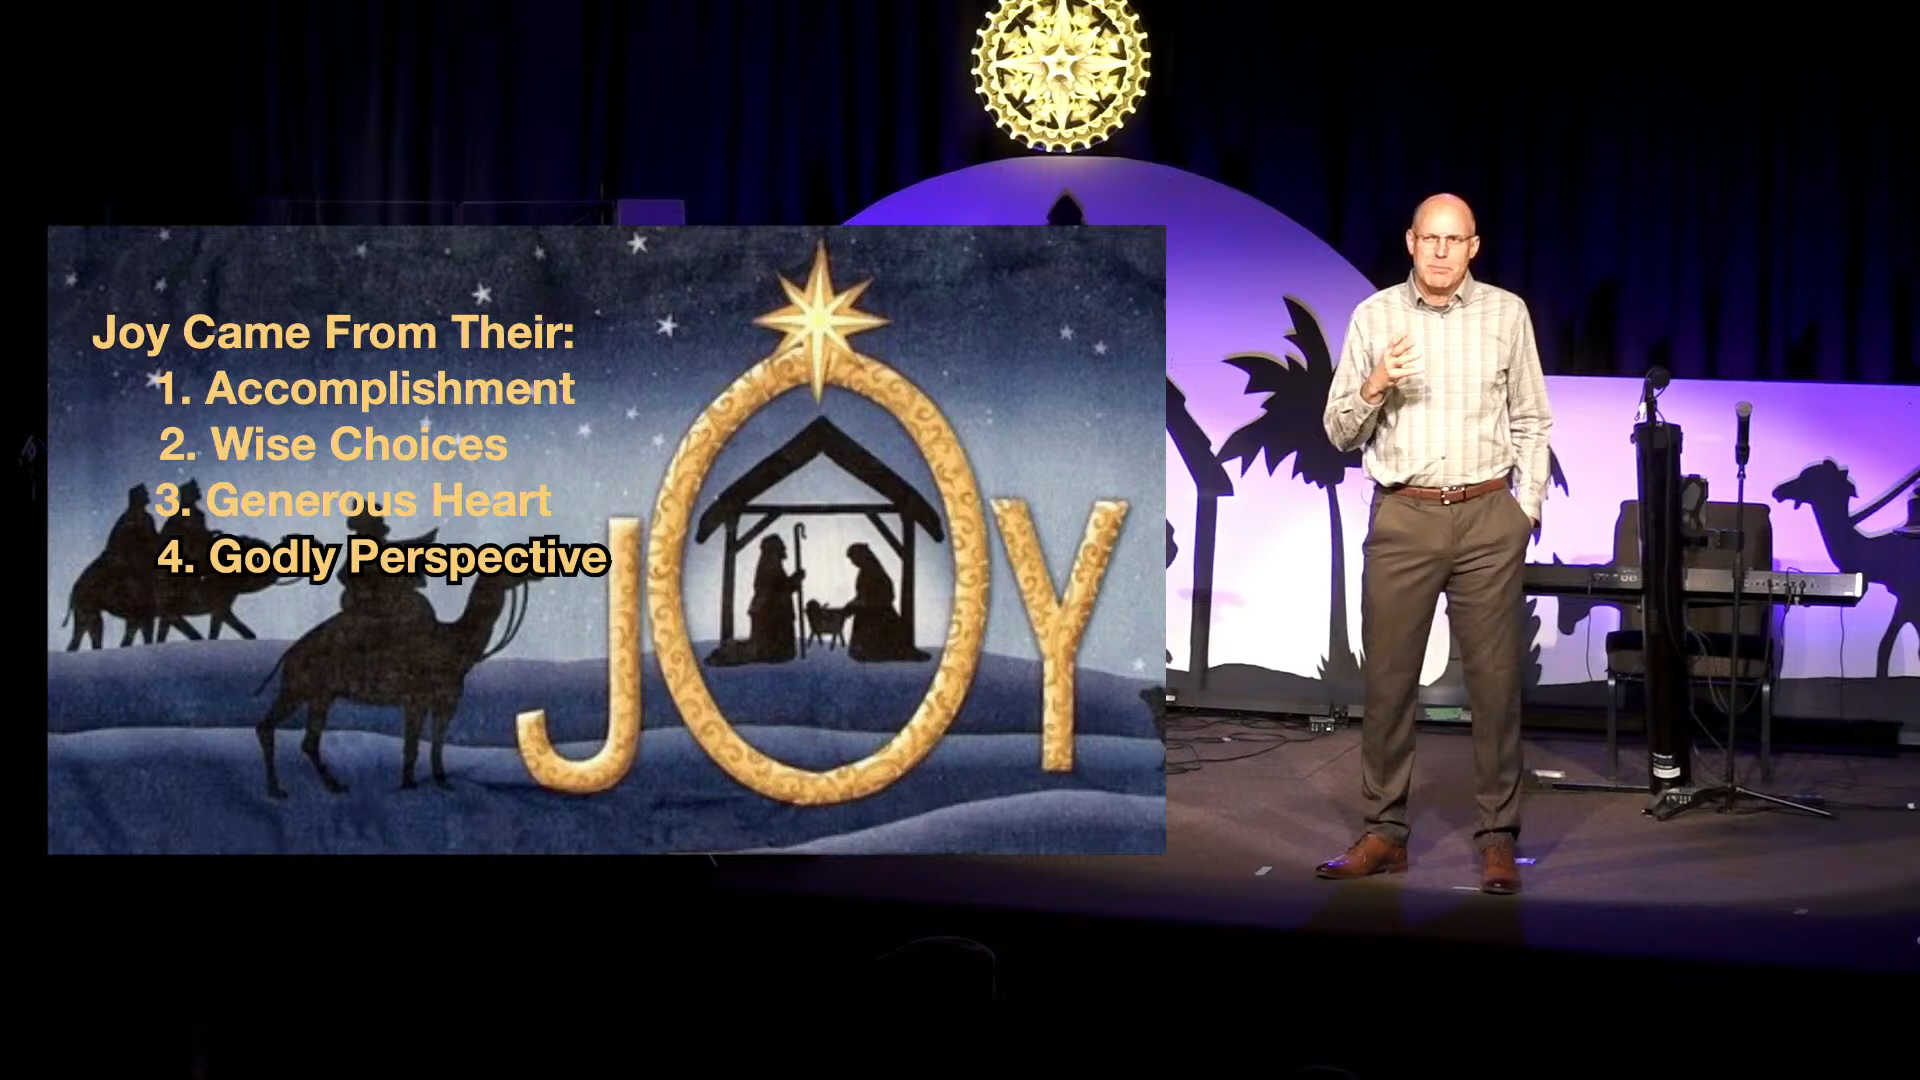 Joy Came From Their:
1. Accomplishment
2. Wise Choices
3. Generous Heart
4. Godly Perspective
JOY